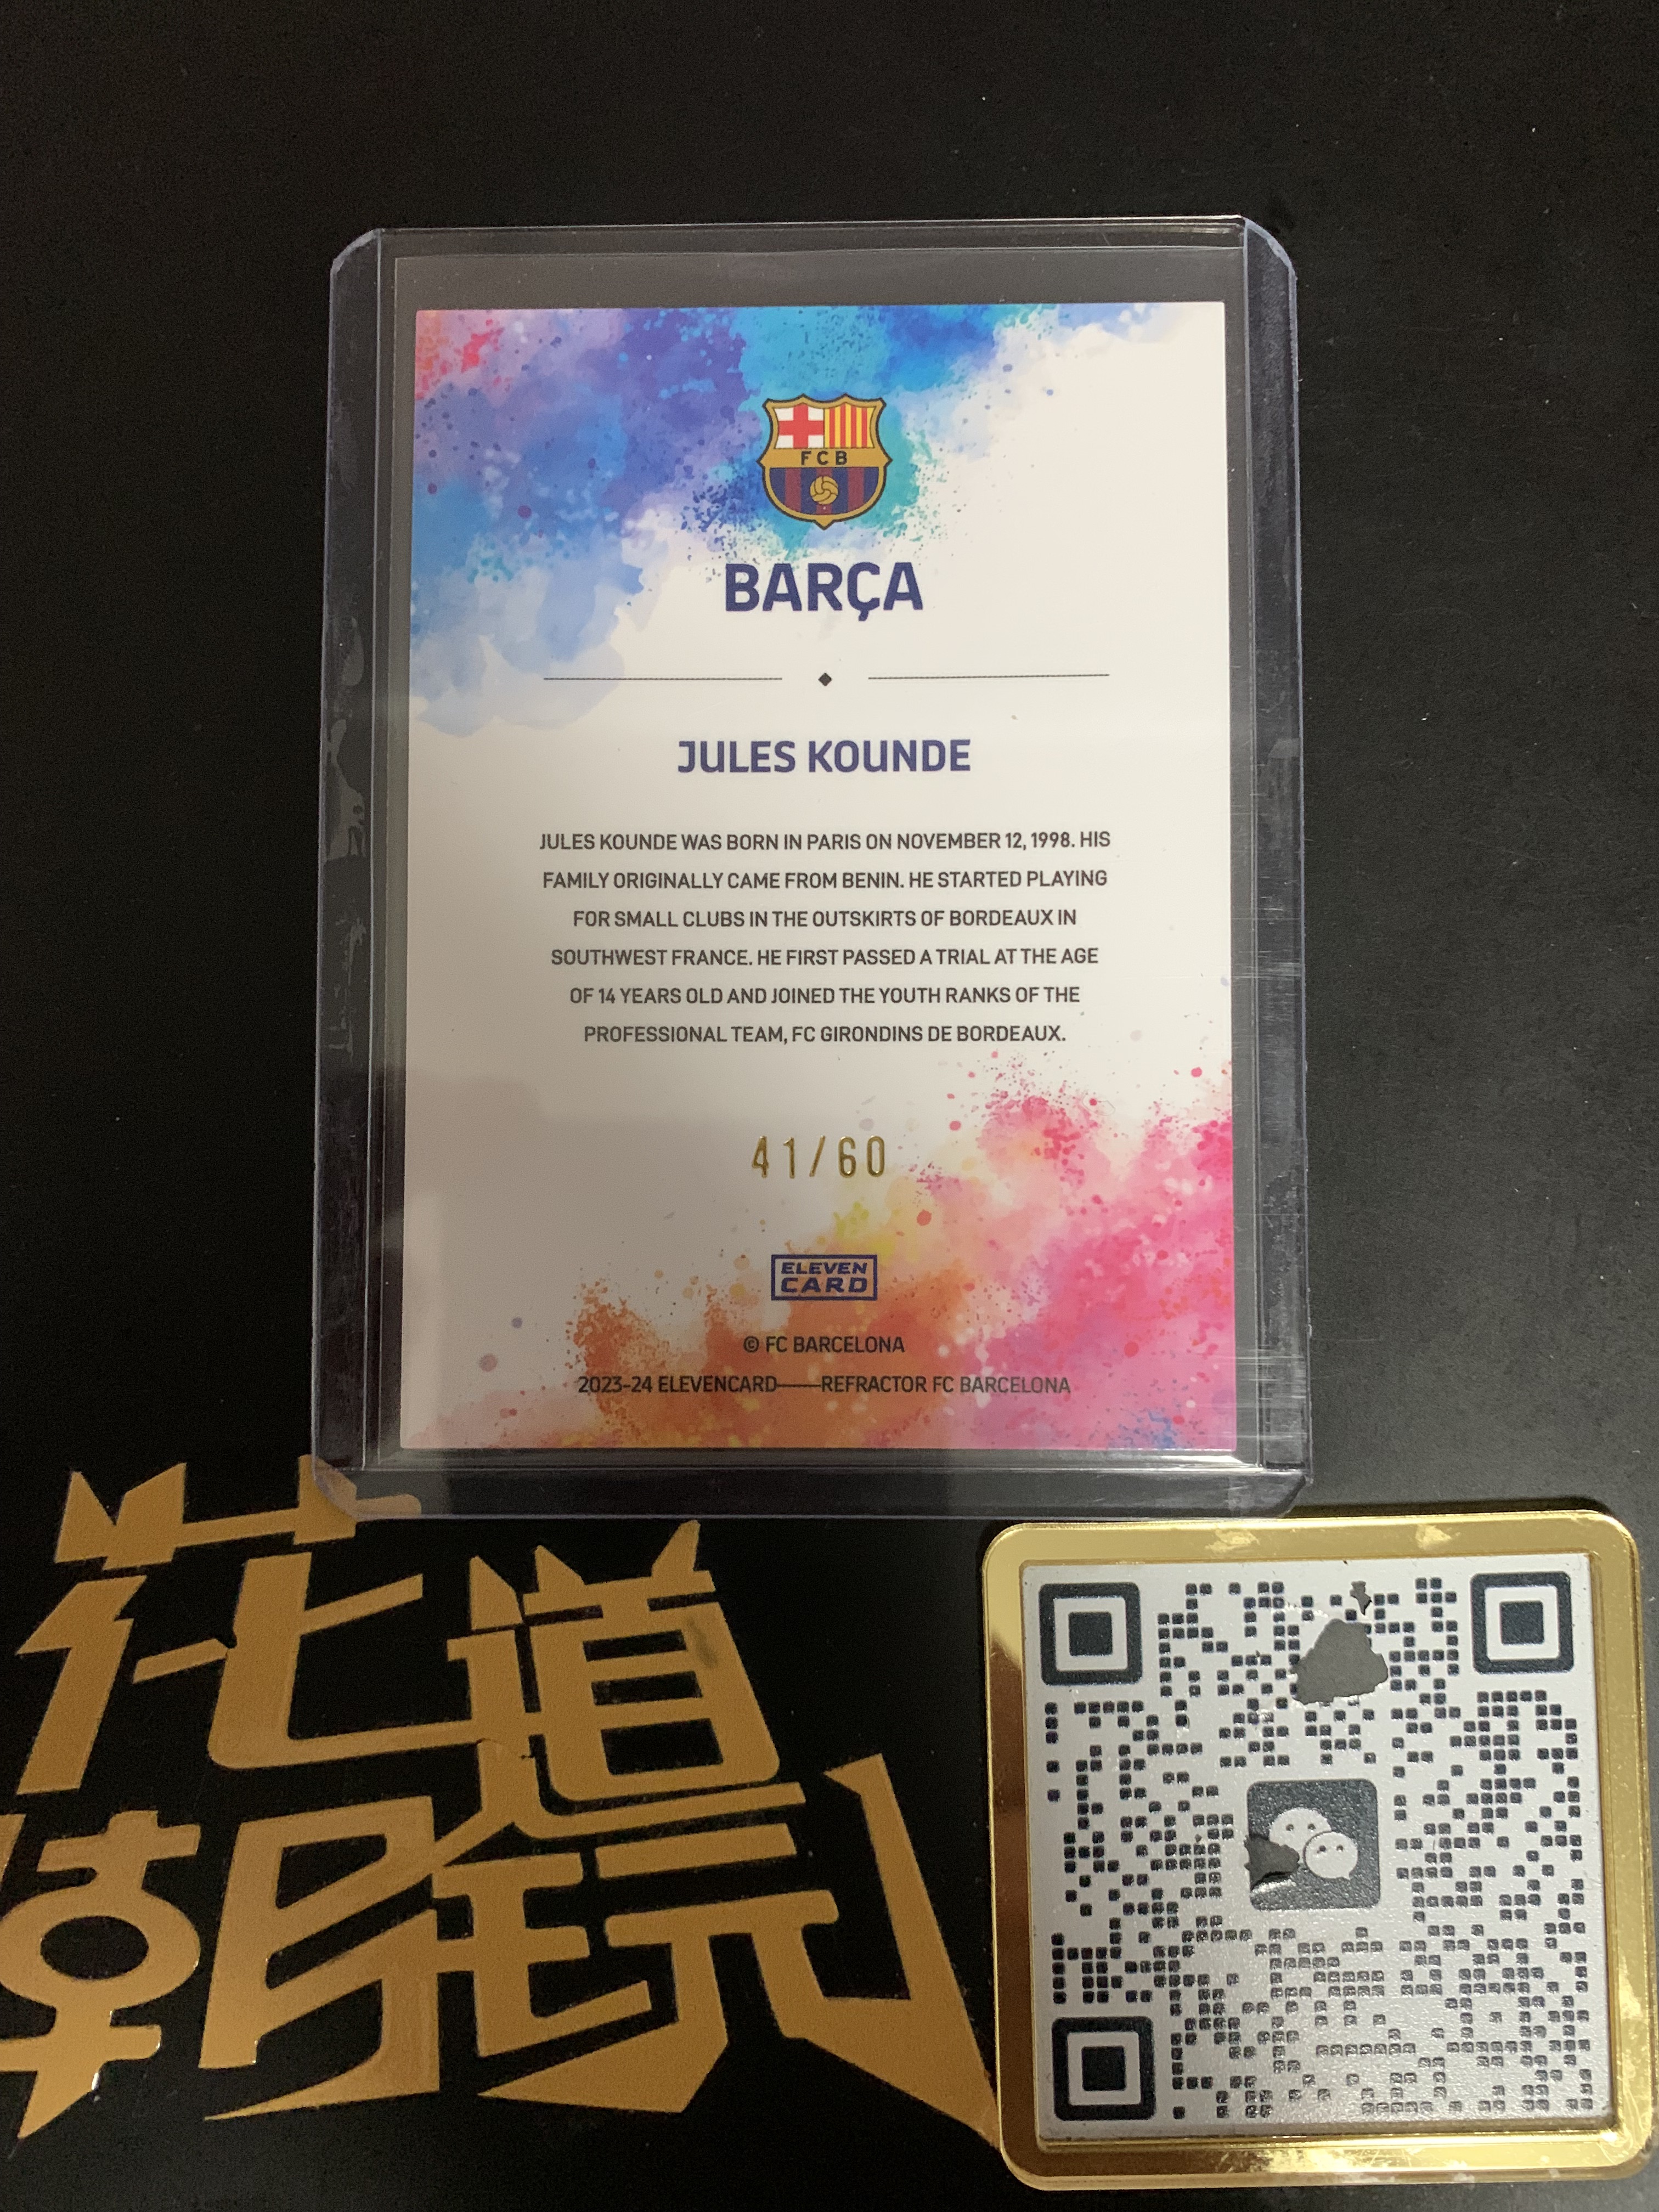 FCB
BARÇA
JULES KOUNDE
JULES KOUNDE WAS BORN IN PARIS ON NOVEMBER 12, 1998. HIS
FAMILY ORIGINALLY CAME FROM BENIN. HE STARTED PLAYING
FOR SMALL CLUBS IN THE OUTSKIRTS OF BORDEAUX IN
SOUTHWEST FRANCE. HE FIRST PASSED A TRIAL AT THE AGE
OF 14 YEARS OLD AND JOINED THE YOUTH RANKS OF THE
PROFESSIONAL TEAM, FC GIRONDINS DE BORDEAUX.
41/60
ELEVEN
CARD
© FC BARCELONA
2023-24 ELEVENCARD——REFRACTOR FC BARCELONA
花道
潮玩